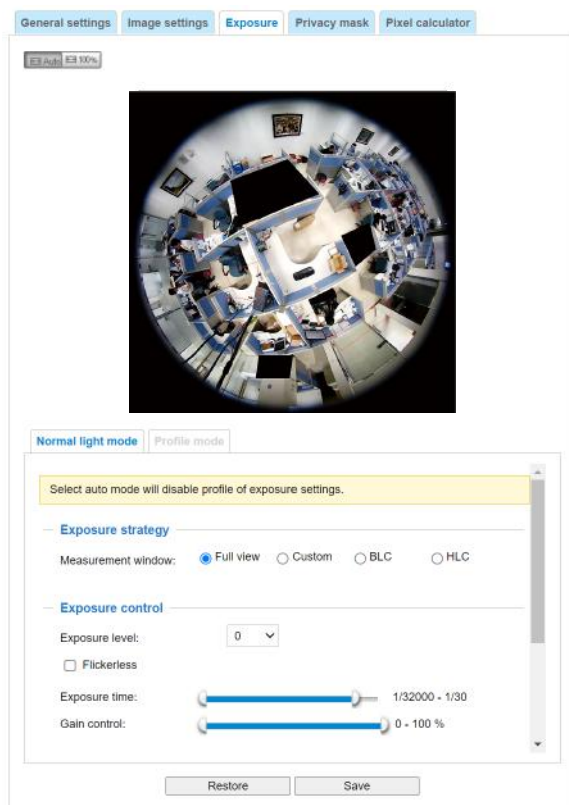 General settings Image settings Exposure Privacy mask Pixel calculator
Auto 100%
Normal light mode Profile mode
Select auto mode will disable profile of exposure settings.
Exposure strategy
Measurement window: Full view Custom BLC HLC
Exposure control
Exposure level: 0
Flickerless
Exposure time: 1/32000 - 1/30
Gain control: 0 - 100 %
Restore Save